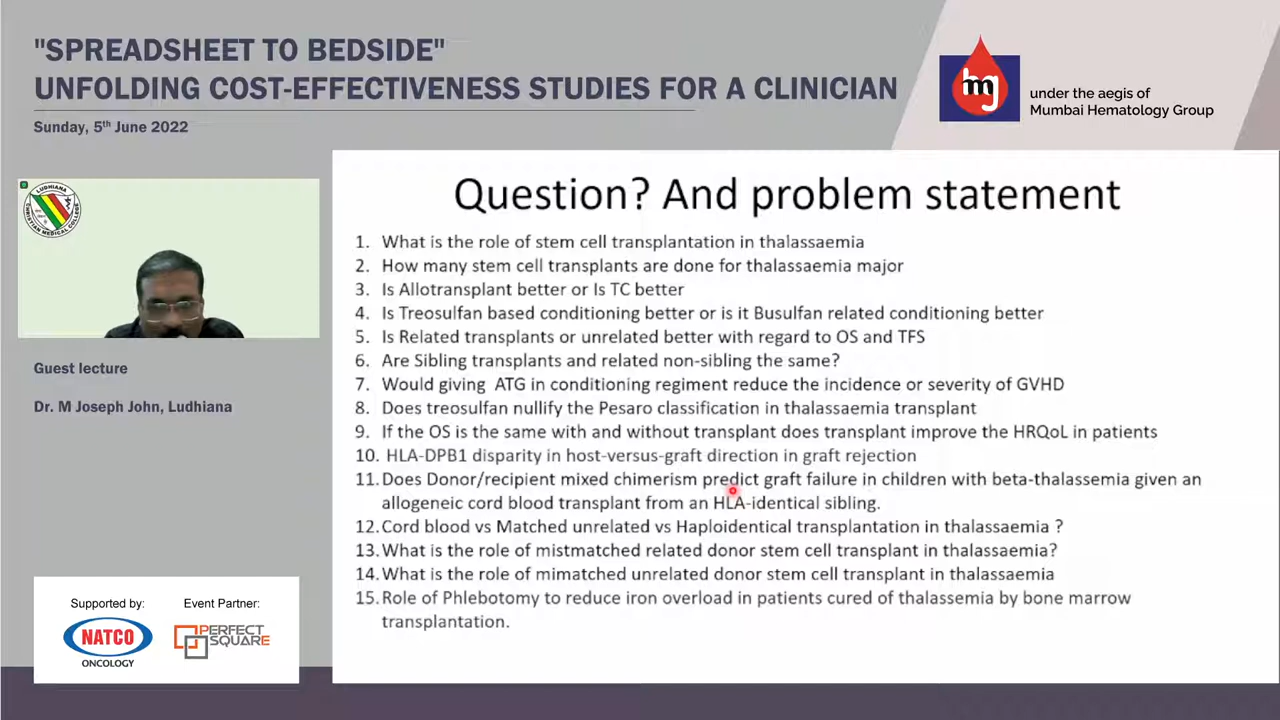 "SPREADSHEET TO BEDSIDE"
UNFOLDING COST-EFFECTIVENESS STUDIES FOR A CLINICIAN
Sunday, 5th June 2022
hmg
under the aegis of
Mumbai Hematology Group
LUDHIANA
CHRISTIAN MEDICAL COLLEGE
Guest lecture
Dr. M Joseph John, Ludhiana
Supported by:
Event Partner:
NATCO
ONCOLOGY
PERFECT
SQUARE
Question? And problem statement
1. What is the role of stem cell transplantation in thalassaemia
2. How many stem cell transplants are done for thalassaemia major
3. Is Allotransplant better or Is TC better
4. Is Treosulfan based conditioning better or is it Busulfan related conditioning better
5. Is Related transplants or unrelated better with regard to OS and TFS
6. Are Sibling transplants and related non-sibling the same?
7. Would giving ATG in conditioning regiment reduce the incidence or severity of GVHD
8. Does treosulfan nullify the Pesaro classification in thalassaemia transplant
9. If the OS is the same with and without transplant does transplant improve the HRQoL in patients
10. HLA-DPB1 disparity in host-versus-graft direction in graft rejection
11. Does Donor/recipient mixed chimerism predict graft failure in children with beta-thalassemia given an
allogeneic cord blood transplant from an HLA-identical sibling.
12. Cord blood vs Matched unrelated vs Haploidentical transplantation in thalassaemia ?
13. What is the role of mistmatched related donor stem cell transplant in thalassaemia?
14. What is the role of mimatched unrelated donor stem cell transplant in thalassaemia
15. Role of Phlebotomy to reduce iron overload in patients cured of thalassemia by bone marrow
transplantation.